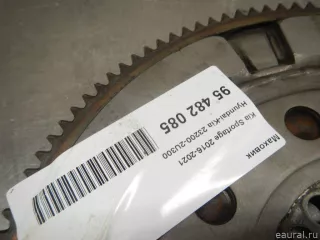 Маховик
Kia Sportage 2016-2021
Hyundai-Kia 23200-2U300
95 482 085
eaural.ru